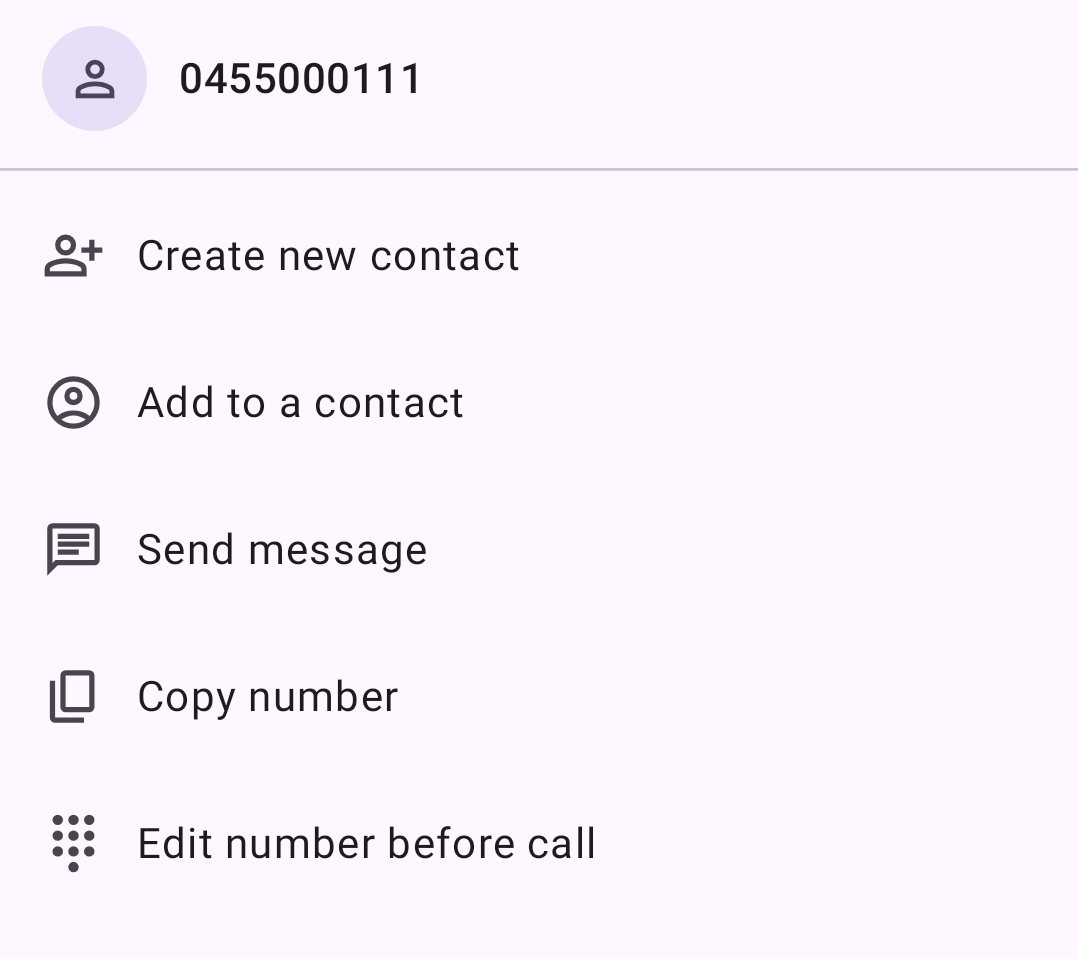 0455000111
Create new contact
Add to a contact
Send message
Copy number
Edit number before call